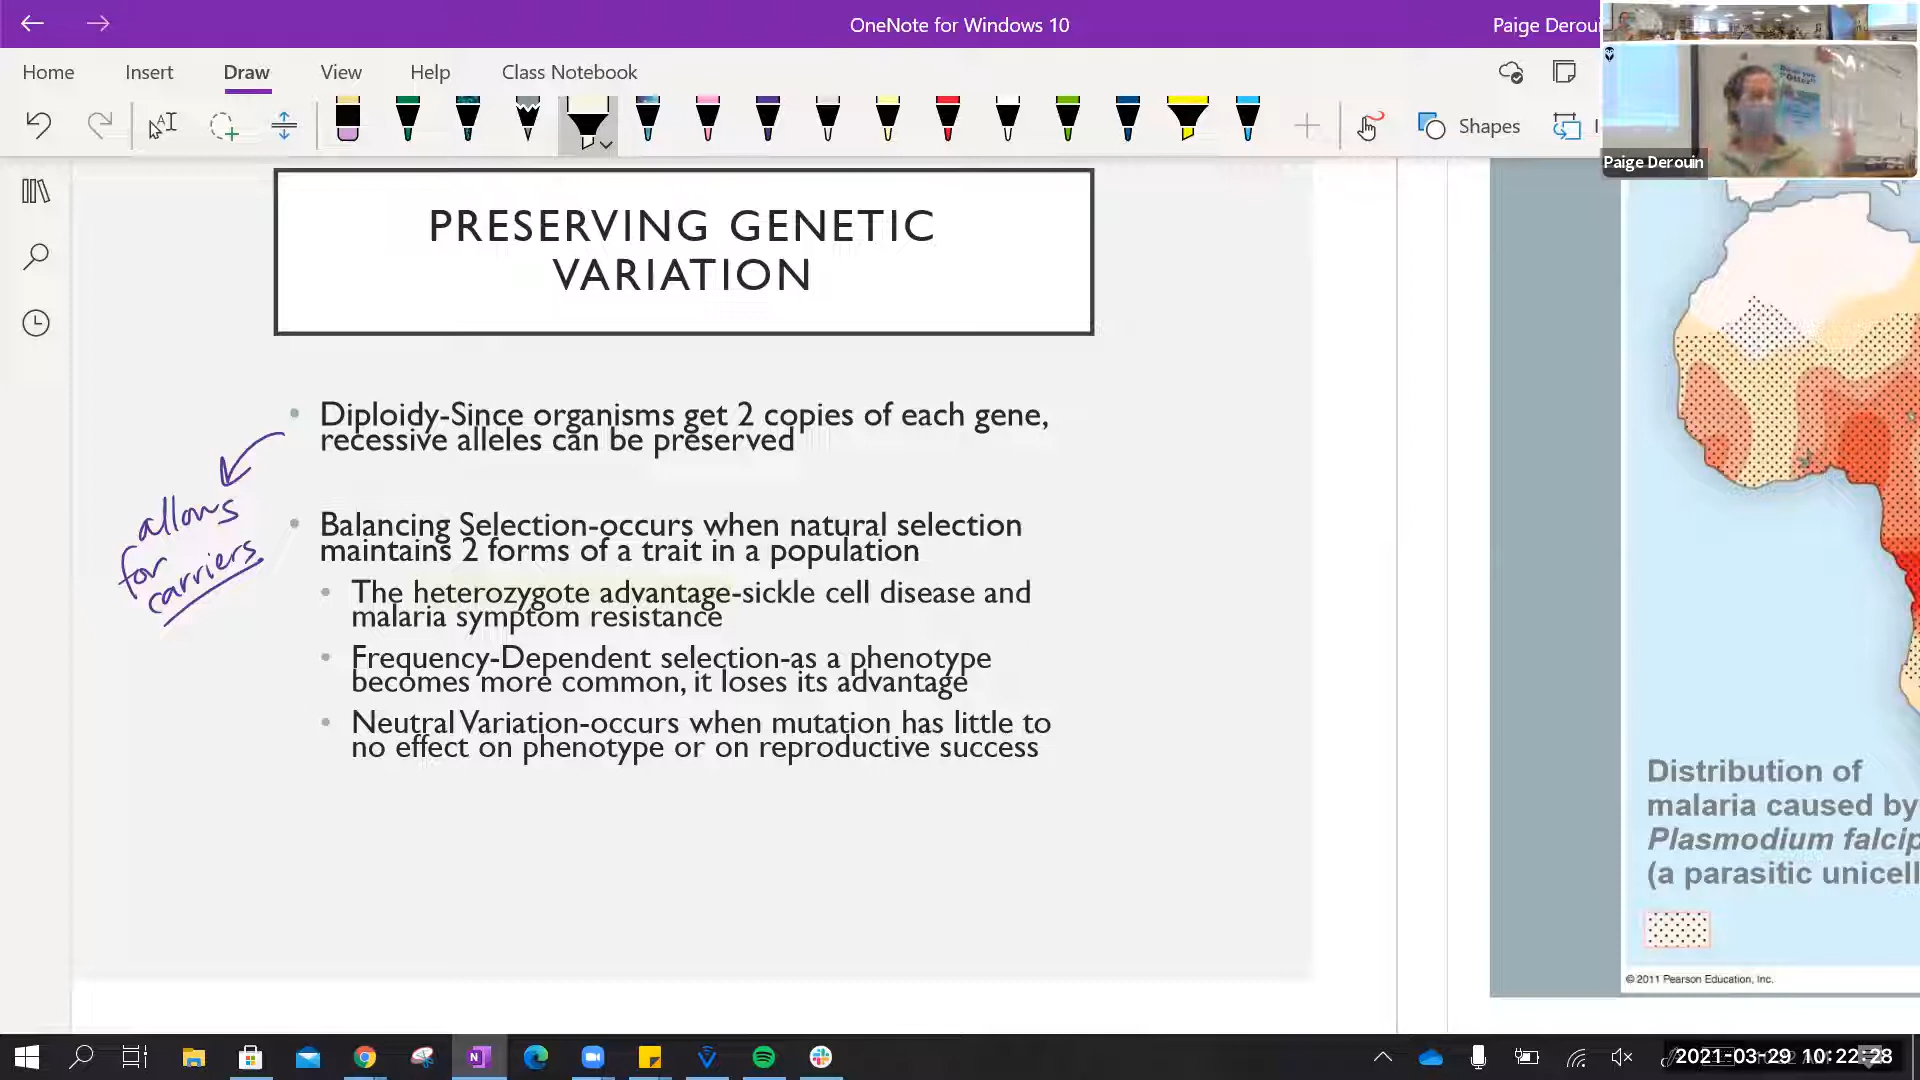 OneNote for Windows 10
Paige Deroui
Home Insert Draw View Help Class Notebook
Shapes
Paige Derouin
PRESERVING GENETIC
VARIATION
Diploidy-Since organisms get 2 copies of each gene,
recessive alleles can be preserved
allows
for
carriers
Balancing Selection-occurs when natural selection
maintains 2 forms of a trait in a population
The heterozygote advantage-sickle cell disease and
malaria symptom resistance
Frequency-Dependent selection-as a phenotype
becomes more common, it loses its advantage
Neutral Variation-occurs when mutation has little to
no effect on phenotype or on reproductive success
Distribution of
malaria caused by
Plasmodium falcip
(a parasitic unicell
© 2011 Pearson Education, Inc.
2021-03-29 10:22:28